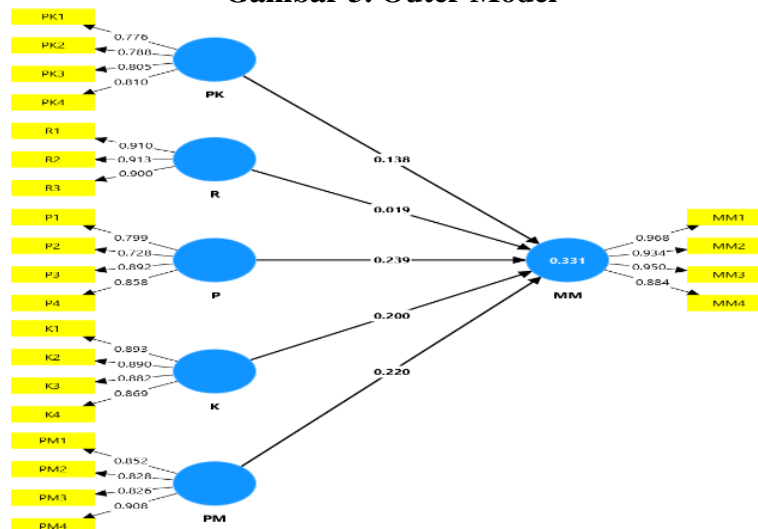 Gambar 3. Outer Model
PK1
PK2
PK3
PK4
0.776
0.788
0.805
0.810
PK
R1
R2
R3
0.910
0.913
0.900
R
P1
P2
P3
P4
0.799
0.728
0.892
0.858
P
K1
K2
K3
K4
0.893
0.890
0.882
0.869
K
PM1
PM2
PM3
PM4
0.852
0.828
0.826
0.908
PM
0.138
0.019
0.239
0.200
0.220
0.331
MM
0.968
0.934
0.950
0.884
MM1
MM2
MM3
MM4